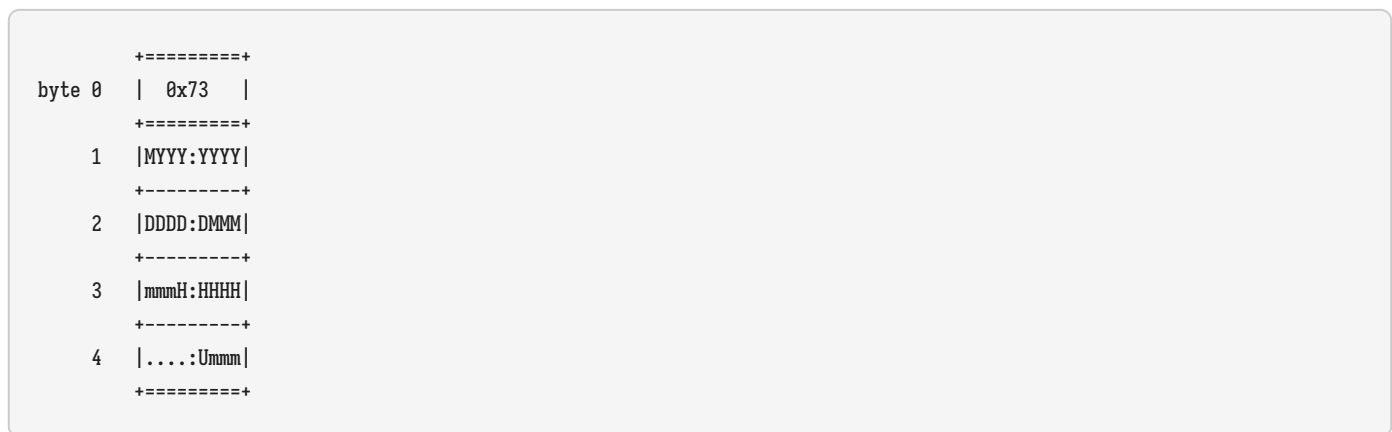 +=========+
byte 0 | 0x73 |
+=========+
1 |MYYY:YYYY|
+---------+
2 |DDDD:DMMM|
+---------+
3 |mmmH:HHHH|
+---------+
4 |....:Ummm|
+=========+